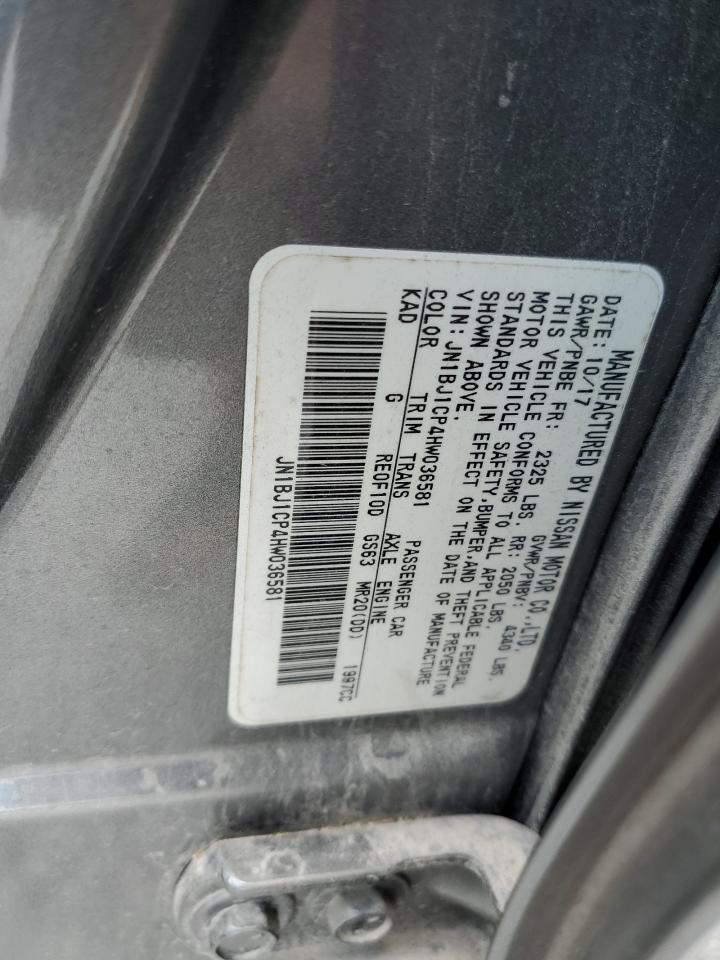 MANUFACTURED BY NISSAN MOTOR CO.,LTD.
DATE: 10/17 GVWR/PNBV: 4340 LBS.
GAWR/PNBE FR: 2325 LBS. RR: 2050 LBS.
THIS VEHICLE CONFORMS TO ALL APPLICABLE FEDERAL
MOTOR VEHICLE SAFETY,BUMPER,AND THEFT PREVENTION
STANDARDS IN EFFECT ON THE DATE OF MANUFACTURE
SHOWN ABOVE.
VIN: JN1BJ1CP4HW036581 PASSENGER CAR
COLOR TRIM TRANS AXLE ENGINE
KAD G RE0F10D GS63 MR20(DD) 1997CC
JN1BJ1CP4HW036581